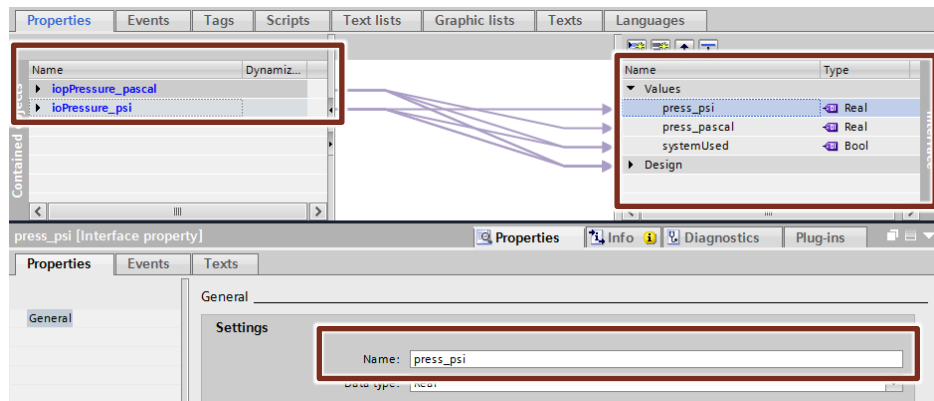 Properties Events Tags Scripts Text lists Graphic lists Texts Languages
Name Dynamiz...
iopPressure_pascal
ioPressure_psi
Contained objects
Name Type
Values
press_psi Real
press_pascal Real
systemUsed Bool
Design
Interface
press_psi [Interface property]
Properties Info Diagnostics Plug-ins
Properties Events Texts
General
General
Settings
Name: press_psi
Data type: Real